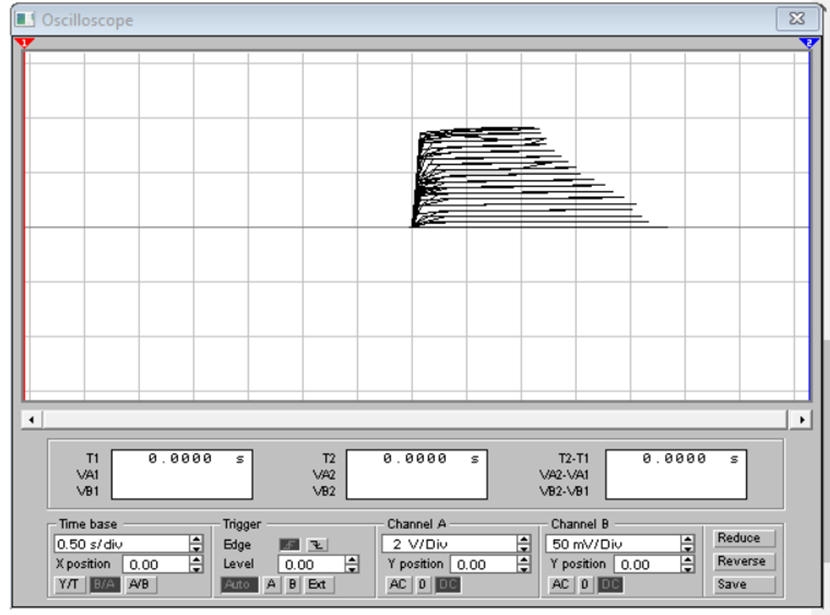 Oscilloscope
1 2
T1 0.0000 s T2 0.0000 s T2-T1 0.0000 s
VA1 VA2 VA2-VA1
VB1 VB2 VB2-VB1
Time base Trigger Channel A Channel B
0.50 s/div Edge 2 V/Div 50 mV/Div Reduce
X position 0.00 Level 0.00 Y position 0.00 Y position 0.00 Reverse
Y/T B/A A/B Auto A B Ext AC 0 DC AC 0 DC Save